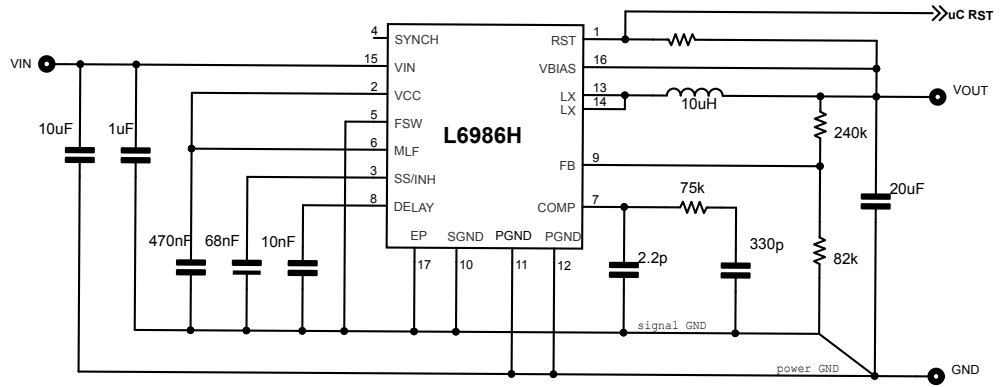 uC RST
4 SYNCH RST 1
VIN 15 VIN VBIAS 16
2 VCC LX 13 VOUT
LX 14 10uH
10uF 1uF 5 FSW L6986H 240k
6 MLF FB 9
3 SS/INH 75k 20uF
8 DELAY COMP 7
470nF 68nF 10nF EP SGND PGND PGND 330p
17 10 11 12 2.2p 82k
signal GND
power GND GND